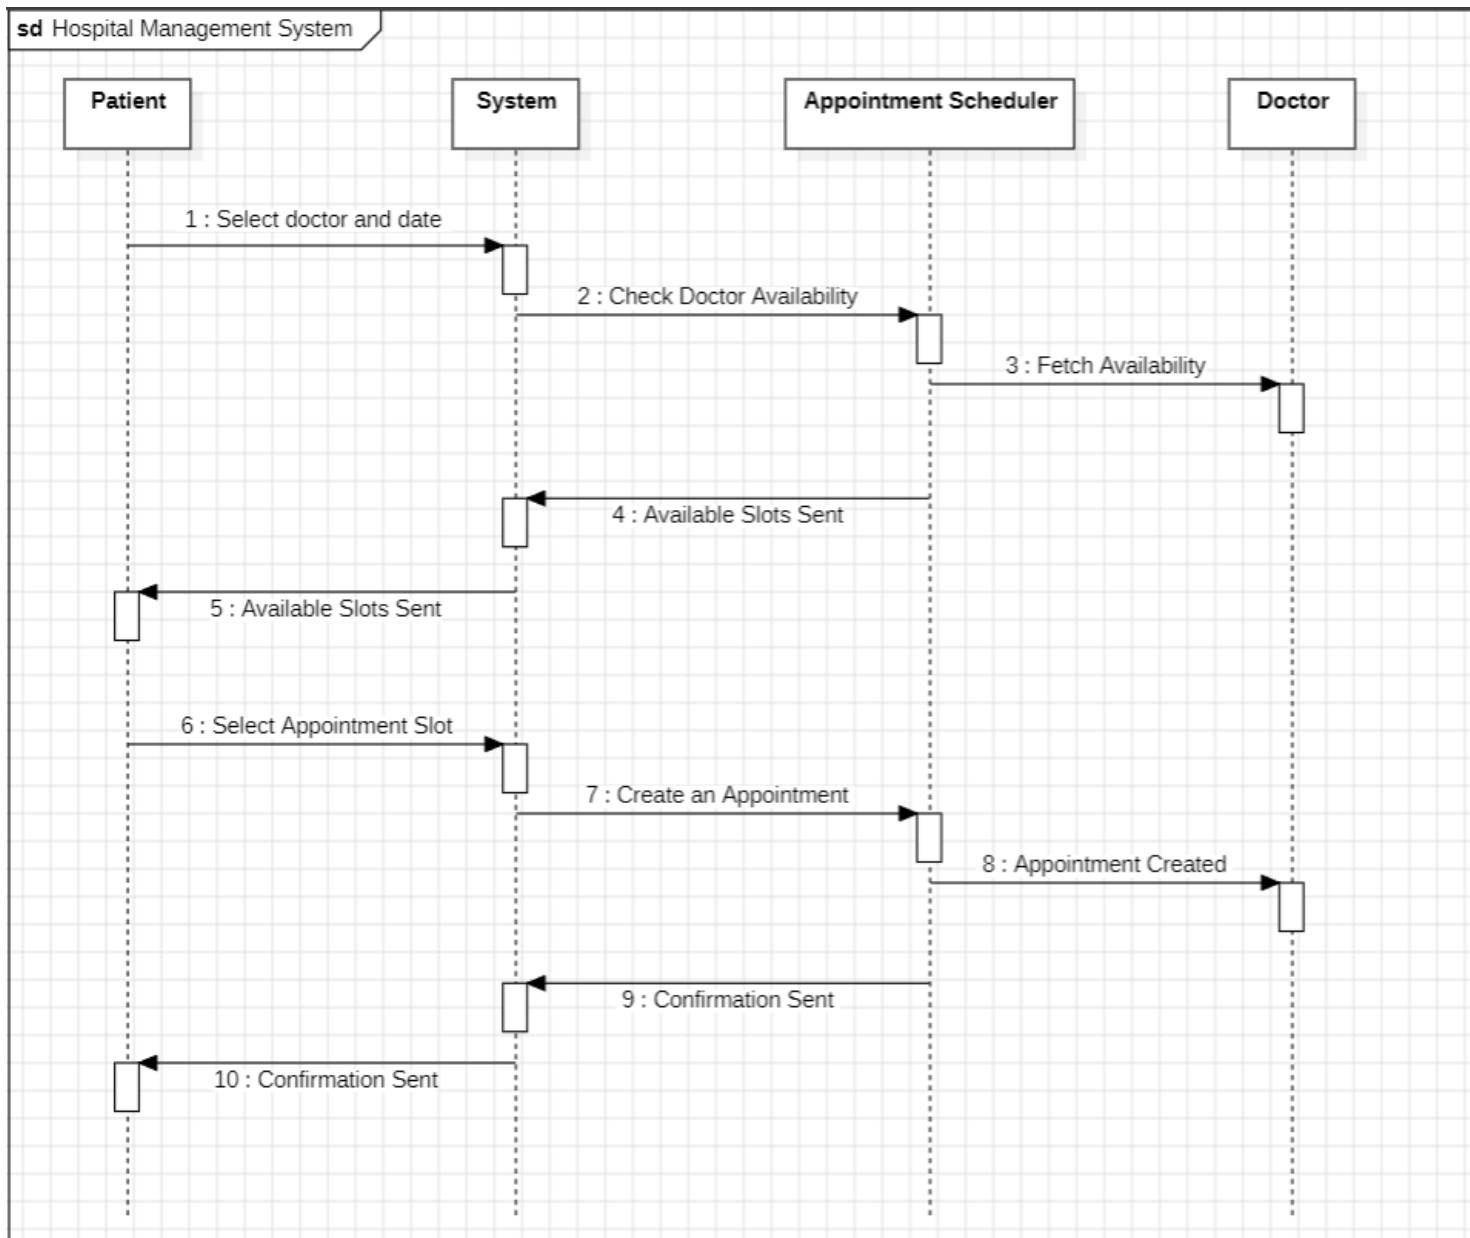 sd Hospital Management System
Patient
System
Appointment Scheduler
Doctor
1 : Select doctor and date
2 : Check Doctor Availability
3 : Fetch Availability
4 : Available Slots Sent
5 : Available Slots Sent
6 : Select Appointment Slot
7 : Create an Appointment
8 : Appointment Created
9 : Confirmation Sent
10 : Confirmation Sent